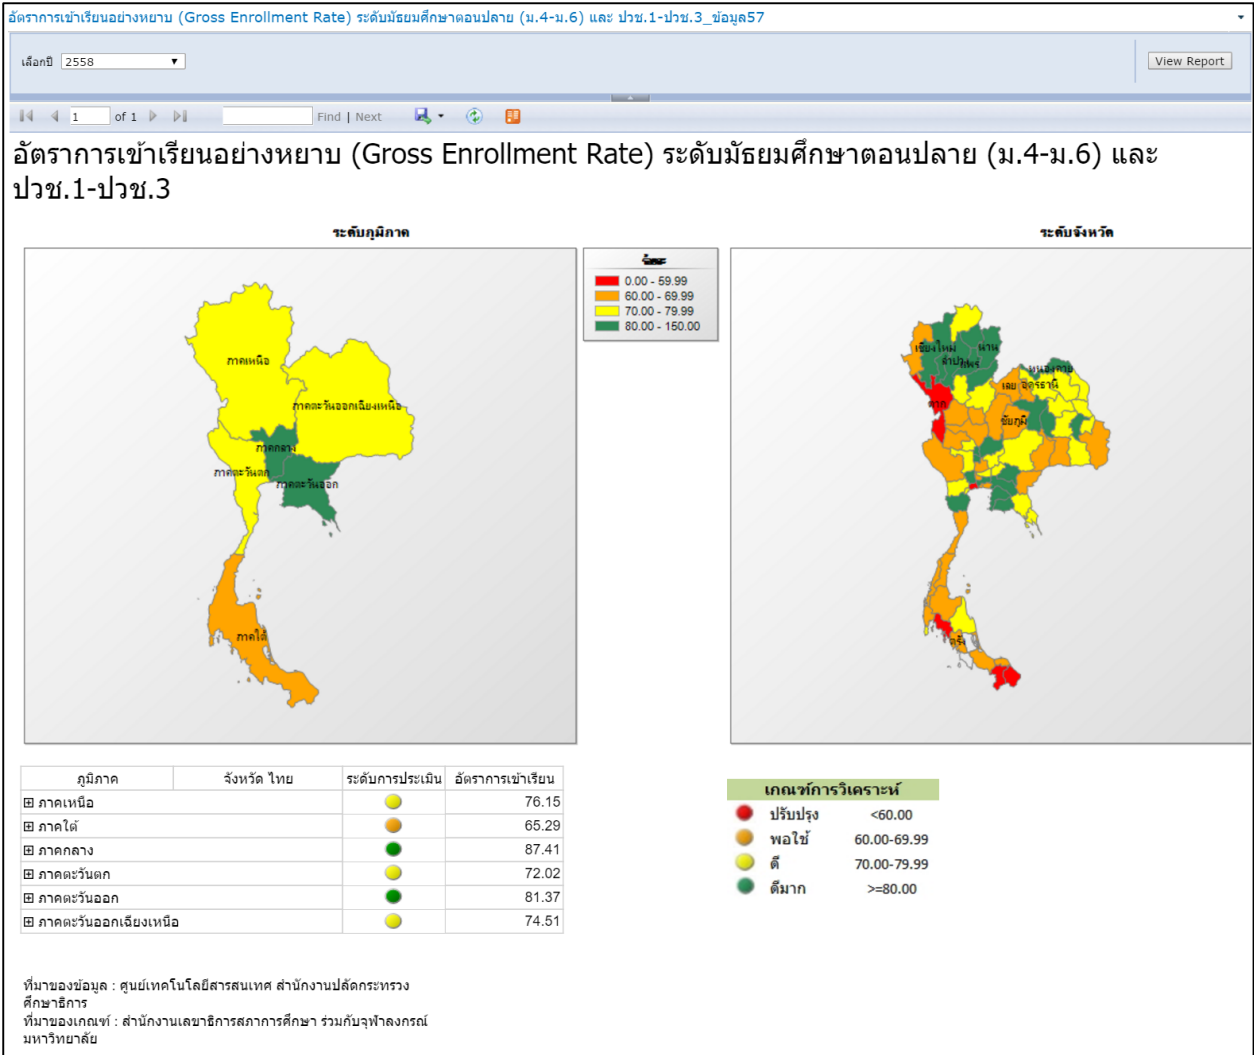 อัตราการเข้าเรียนอย่างหยาบ (Gross Enrollment Rate) ระดับมัธยมศึกษาตอนปลาย (ม.4-ม.6) และ ปวช.1-ปวช.3_ข้อมูล57
เลือกปี 2558
View Report
1 of 1 Find | Next
อัตราการเข้าเรียนอย่างหยาบ (Gross Enrollment Rate) ระดับมัธยมศึกษาตอนปลาย (ม.4-ม.6) และ
ปวช.1-ปวช.3
ระดับภูมิภาค
ภาคเหนือ
ภาคตะวันออกเฉียงเหนือ
ภาคกลาง
ภาคตะวันตก
ภาคตะวันออก
ภาคใต้
0.00 - 59.99
60.00 - 69.99
70.00 - 79.99
80.00 - 150.00
ระดับจังหวัด
เชียงใหม่
น่าน
ลำปาง
แพร่
หนองคาย
เลย
อุดรธานี
ตาก
ชัยภูมิ
ตรัง
ภูมิภาค จังหวัด ไทย ระดับการประเมิน อัตราการเข้าเรียน
ภาคเหนือ 76.15
ภาคใต้ 65.29
ภาคกลาง 87.41
ภาคตะวันตก 72.02
ภาคตะวันออก 81.37
ภาคตะวันออกเฉียงเหนือ 74.51
เกณฑ์การวิเคราะห์
ปรับปรุง <60.00
พอใช้ 60.00-69.99
ดี 70.00-79.99
ดีมาก >=80.00
ที่มาของข้อมูล : ศูนย์เทคโนโลยีสารสนเทศ สำนักงานปลัดกระทรวง
ศึกษาธิการ
ที่มาของเกณฑ์ : สำนักงานเลขาธิการสภาการศึกษา ร่วมกับจุฬาลงกรณ์
มหาวิทยาลัย